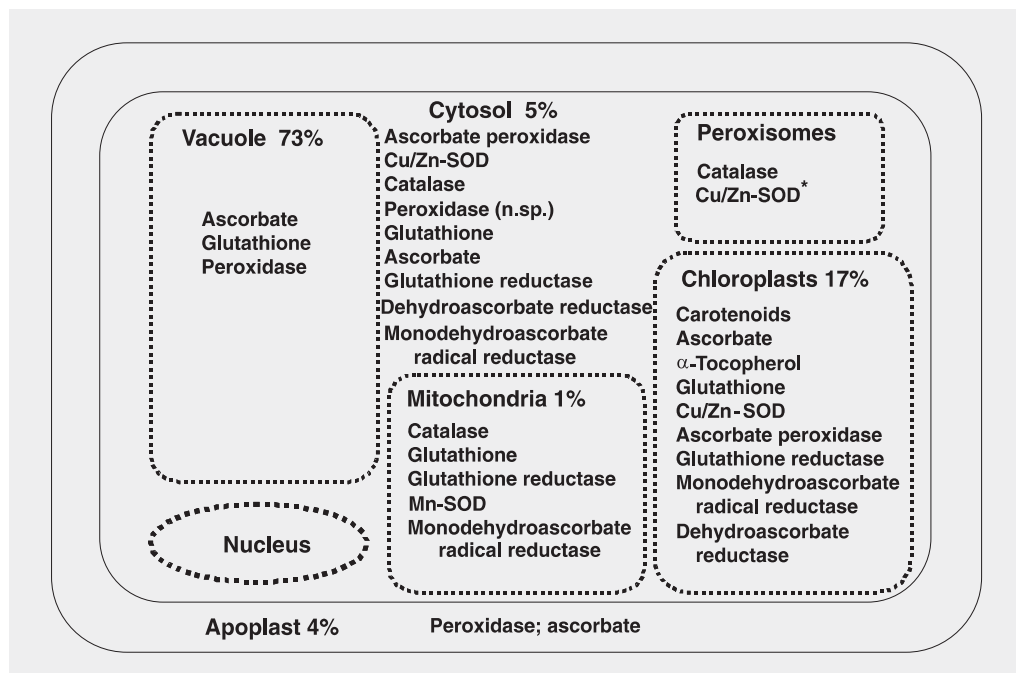 Cytosol 5%
Ascorbate peroxidase
Cu/Zn-SOD
Catalase
Peroxidase (n.sp.)
Glutathione
Ascorbate
Glutathione reductase
Dehydroascorbate reductase
Monodehydroascorbate
radical reductase
Vacuole 73%
Ascorbate
Glutathione
Peroxidase
Peroxisomes
Catalase
Cu/Zn-SOD*
Chloroplasts 17%
Carotenoids
Ascorbate
α-Tocopherol
Glutathione
Cu/Zn-SOD
Ascorbate peroxidase
Glutathione reductase
Monodehydroascorbate
radical reductase
Dehydroascorbate
reductase
Mitochondria 1%
Catalase
Glutathione
Glutathione reductase
Mn-SOD
Monodehydroascorbate
radical reductase
Nucleus
Apoplast 4% Peroxidase; ascorbate